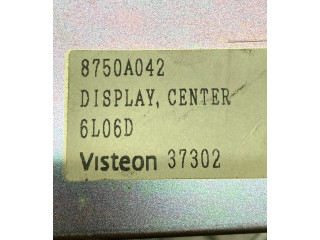 8750A042
DISPLAY, CENTER
6L06D
Visteon 37302